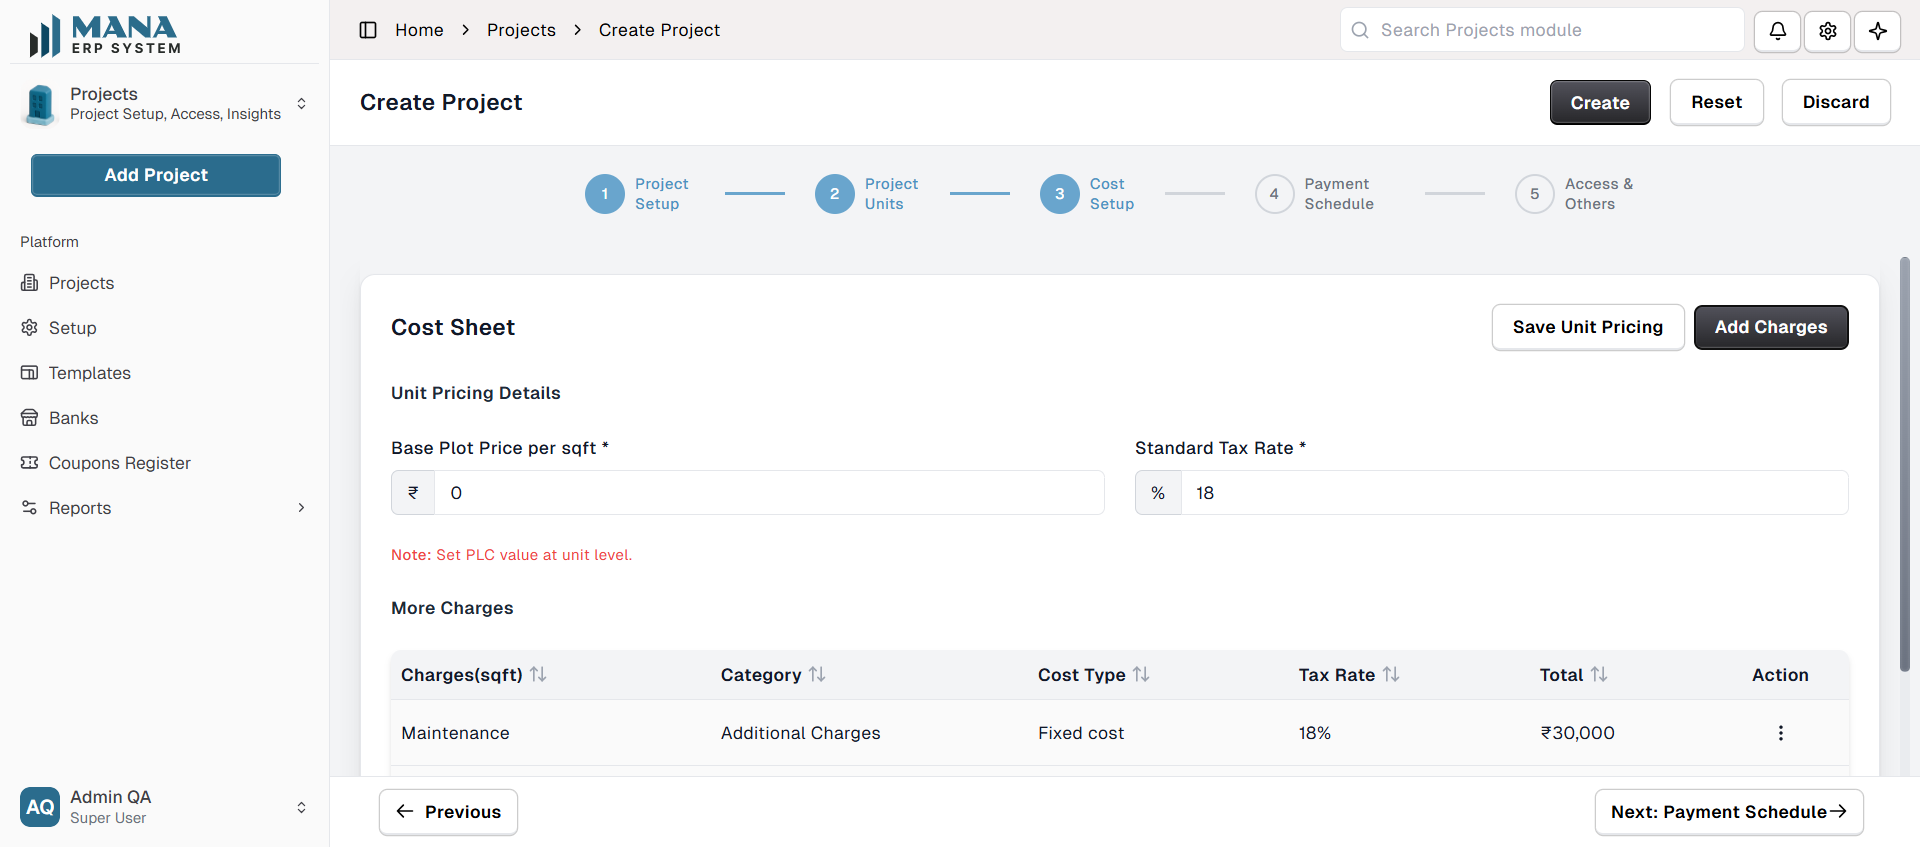 MANA
ERP SYSTEM
Projects
Project Setup, Access, Insights
Add Project
Platform
Projects
Setup
Templates
Banks
Coupons Register
Reports
AQ
Admin QA
Super User
Home
Projects
Create Project
Search Projects module
Create Project
Create
Reset
Discard
1
Project
Setup
2
Project
Units
3
Cost
Setup
4
Payment
Schedule
5
Access &
Others
Cost Sheet
Save Unit Pricing
Add Charges
Unit Pricing Details
Base Plot Price per sqft *
₹
0
Standard Tax Rate *
%
18
Note: Set PLC value at unit level.
More Charges
Charges(sqft)
Category
Cost Type
Tax Rate
Total
Action
Maintenance
Additional Charges
Fixed cost
18%
₹30,000
Previous
Next: Payment Schedule